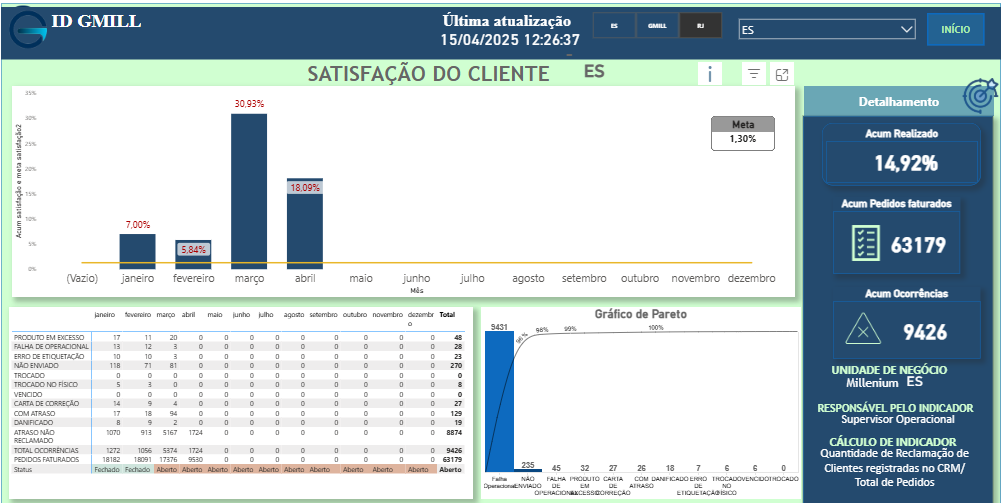 ID GMILL
Última atualização
15/04/2025 12:26:37
ES GMILL RJ
ES
INÍCIO
SATISFAÇÃO DO CLIENTE ES
i
Acum satisfação e meta satisfação2
35%
30%
25%
20%
15%
10%
5%
0%
7,00%
5,84%
30,93%
18,09%
Meta
1,30%
(Vazio) janeiro fevereiro março abril maio junho julho agosto setembro outubro novembro dezembro
Mês
janeiro fevereiro março abril maio junho julho agosto setembro outubro novembro dezembr
o Total
PRODUTO EM EXCESSO 17 11 20 0 0 0 0 0 0 0 0 0 48
FALHA DE OPERACIONAL 13 12 3 0 0 0 0 0 0 0 0 0 28
ERRO DE ETIQUETAÇÃO 10 10 3 0 0 0 0 0 0 0 0 0 23
NÃO ENVIADO 118 71 81 0 0 0 0 0 0 0 0 0 270
TROCADO 0 0 0 0 0 0 0 0 0 0 0 0 0
TROCADO NO FÍSICO 5 3 0 0 0 0 0 0 0 0 0 0 8
VENCIDO 0 0 0 0 0 0 0 0 0 0 0 0 0
CARTA DE CORREÇÃO 14 9 4 0 0 0 0 0 0 0 0 0 27
COM ATRASO 17 18 94 0 0 0 0 0 0 0 0 0 129
DANIFICADO 8 9 2 0 0 0 0 0 0 0 0 0 19
ATRASO NÃO
RECLAMADO 1070 913 5167 1724 0 0 0 0 0 0 0 0 8874
TOTAL OCORRÊNCIAS 1272 1056 5374 1724 0 0 0 0 0 0 0 0 9426
PEDIDOS FATURADOS 18182 18091 17376 9530 0 0 0 0 0 0 0 0 63179
Status Fechado Fechado Aberto Aberto Aberto Aberto Aberto Aberto Aberto Aberto Aberto Aberto Aberto
Gráfico de Pareto
9431 235 45 32 27 26 18 7 6 6 0
96% 98% 99% 100%
Falha
Operacional
NÃO
ENVIADO
FALHA
DE
OPERACIONAL
PRODUTO
EM
EXCESSO
CARTA
DE
CORREÇÃO
COM
ATRASO
DANIFICADO
ERRO
DE
ETIQUETAÇÃO
TROCADO
NO
FÍSICO
VENCIDO
TROCADO
Detalhamento
Acum Realizado
14,92%
Acum Pedidos faturados
63179
Acum Ocorrências
9426
UNIDADE DE NEGÓCIO
Millenium ES
RESPONSÁVEL PELO INDICADOR
Supervisor Operacional
CÁLCULO DE INDICADOR
Quantidade de Reclamação de
Clientes registradas no CRM/
Total de Pedidos